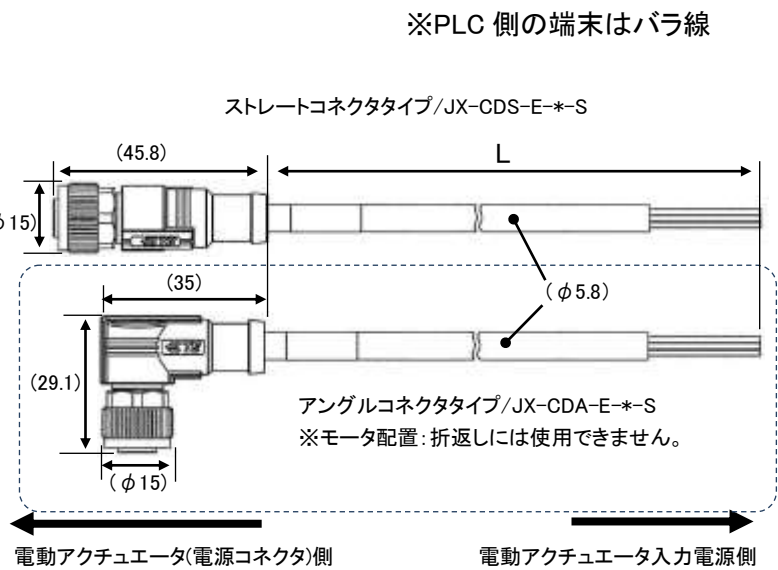 ※PLC 側の端末はバラ線
ストレートコネクタタイプ/JX-CDS-E-*-S
(45.8)
L
φ15)
(35)
(φ5.8)
(29.1)
アングルコネクタタイプ/JX-CDA-E-*-S
※モータ配置:折返しには使用できません。
(φ15)
電動アクチュエータ(電源コネクタ)側
電動アクチュエータ入力電源側